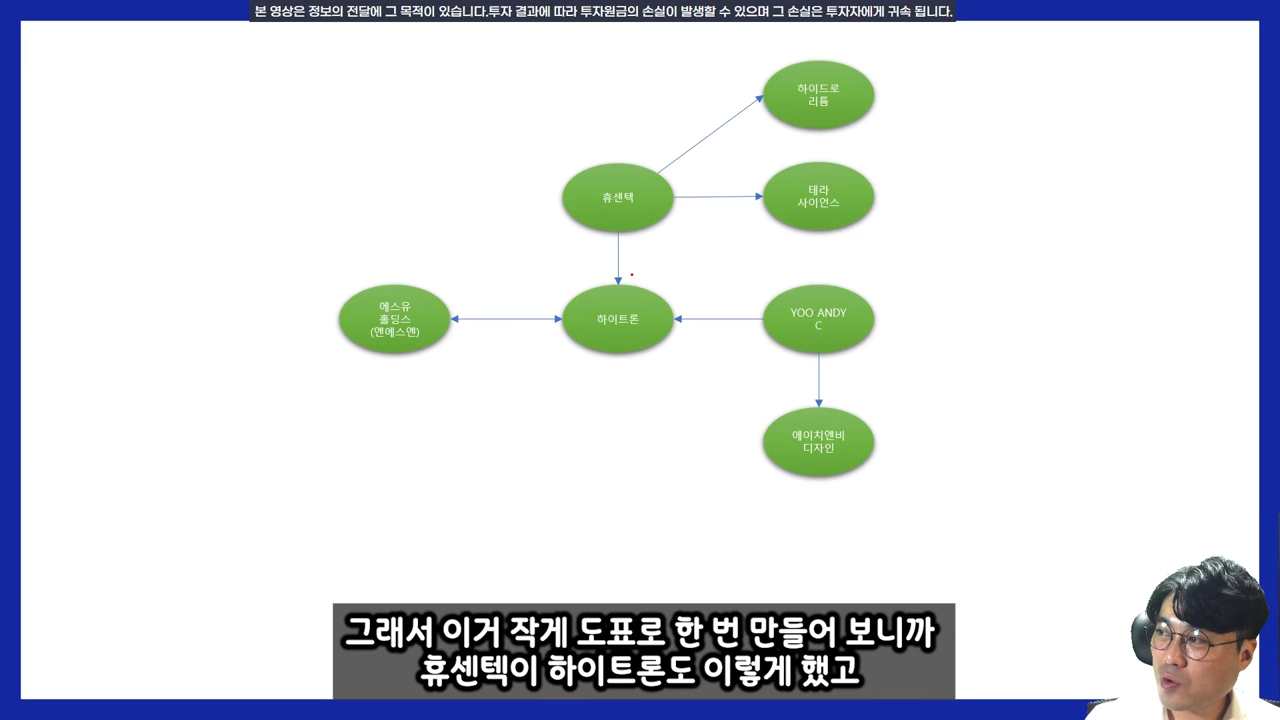 본 영상은 정보의 전달에 그 목적이 있습니다.투자 결과에 따라 투자원금의 손실이 발생할 수 있으며 그 손실은 투자자에게 귀속 됩니다.
하이드로
리튬
휴센텍
테라
사이언스
에스유
홀딩스
(앤에스엔)
하이트론
YOO ANDY
C
에이치앤비
디자인
그래서 이거 작게 도표로 한 번 만들어 보니까
휴센텍이 하이트론도 이렇게 했고